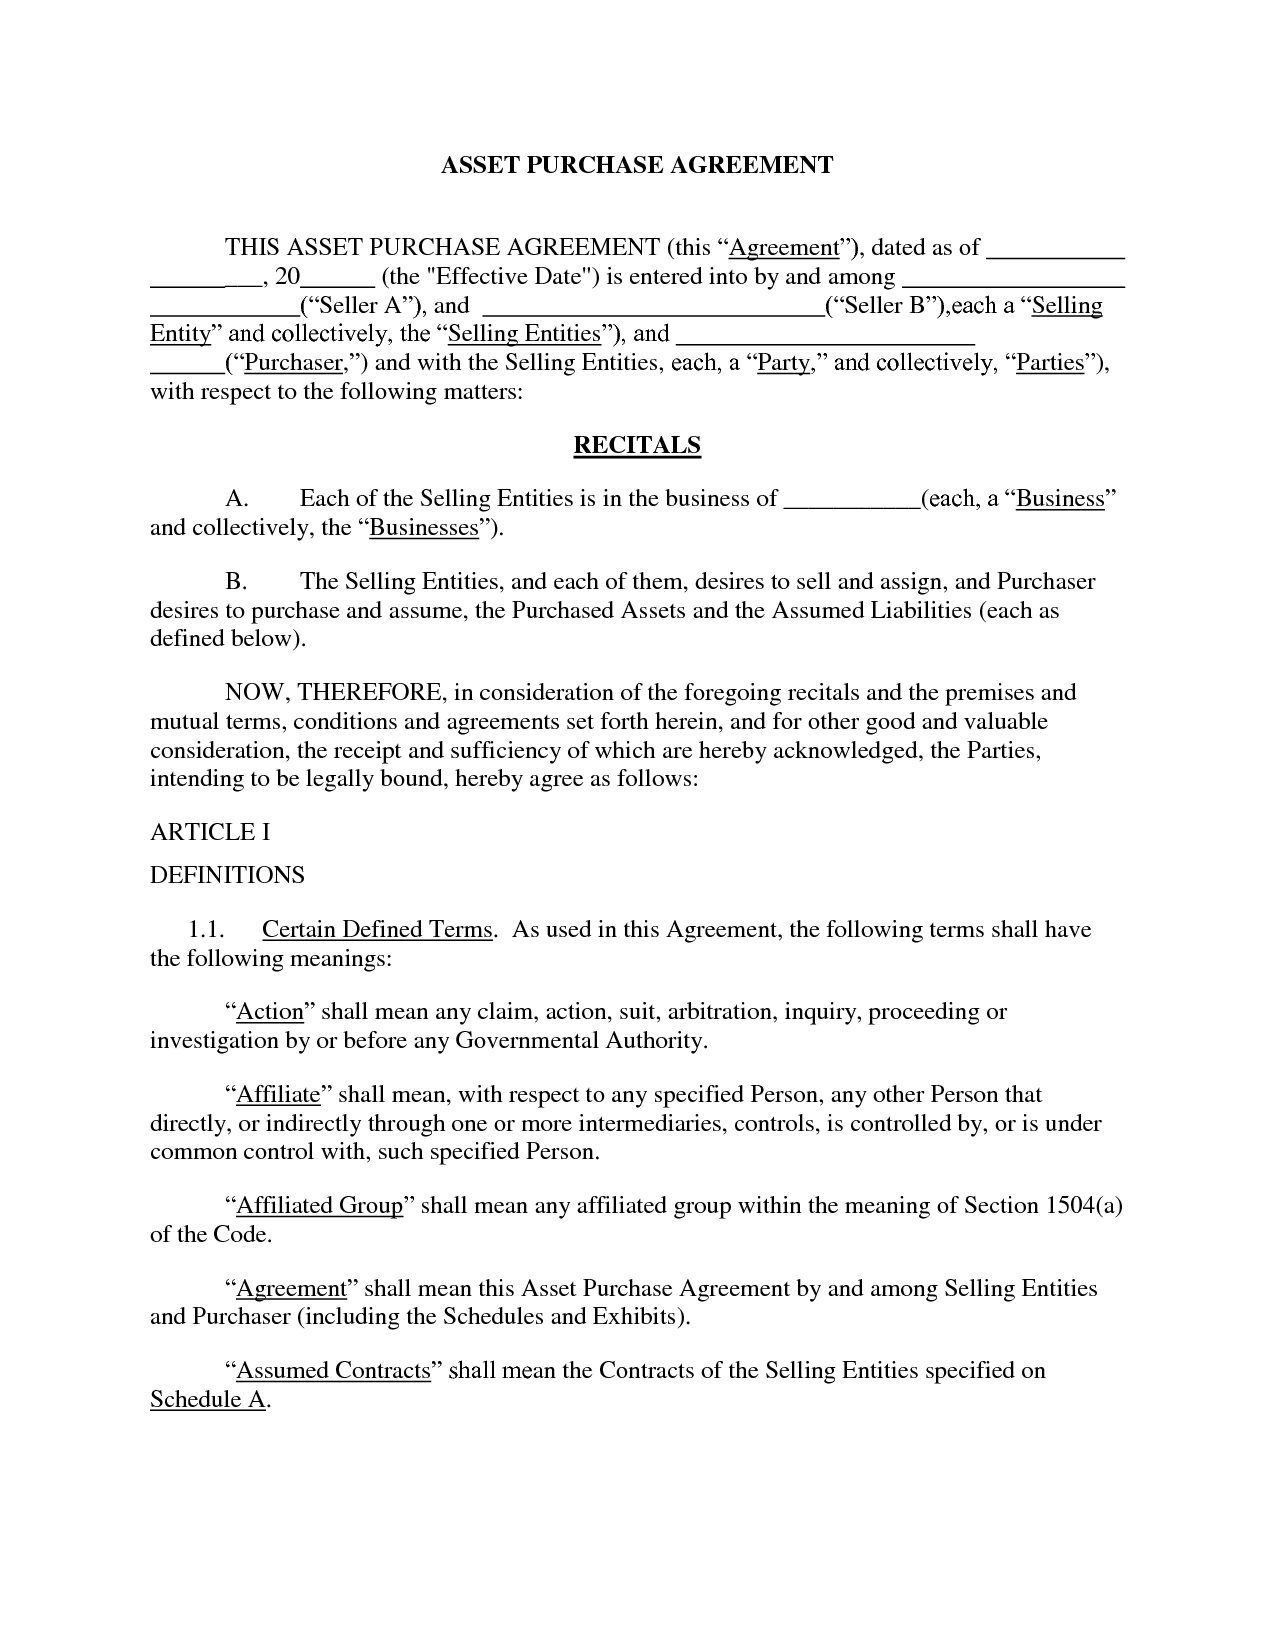 ASSET PURCHASE AGREEMENT
THIS ASSET PURCHASE AGREEMENT (this “Agreement”), dated as of ___________
_________, 20______ (the "Effective Date") is entered into by and among __________________
____________(“Seller A”), and ___________________________(“Seller B”),each a “Selling
Entity” and collectively, the “Selling Entities”), and ________________________
______(“Purchaser,”) and with the Selling Entities, each, a “Party,” and collectively, “Parties”),
with respect to the following matters:
RECITALS
A. Each of the Selling Entities is in the business of ___________(each, a “Business”
and collectively, the “Businesses”).
B. The Selling Entities, and each of them, desires to sell and assign, and Purchaser
desires to purchase and assume, the Purchased Assets and the Assumed Liabilities (each as
defined below).
NOW, THEREFORE, in consideration of the foregoing recitals and the premises and
mutual terms, conditions and agreements set forth herein, and for other good and valuable
consideration, the receipt and sufficiency of which are hereby acknowledged, the Parties,
intending to be legally bound, hereby agree as follows:
ARTICLE I
DEFINITIONS
1.1. Certain Defined Terms. As used in this Agreement, the following terms shall have
the following meanings:
“Action” shall mean any claim, action, suit, arbitration, inquiry, proceeding or
investigation by or before any Governmental Authority.
“Affiliate” shall mean, with respect to any specified Person, any other Person that
directly, or indirectly through one or more intermediaries, controls, is controlled by, or is under
common control with, such specified Person.
“Affiliated Group” shall mean any affiliated group within the meaning of Section 1504(a)
of the Code.
“Agreement” shall mean this Asset Purchase Agreement by and among Selling Entities
and Purchaser (including the Schedules and Exhibits).
“Assumed Contracts” shall mean the Contracts of the Selling Entities specified on
Schedule A.